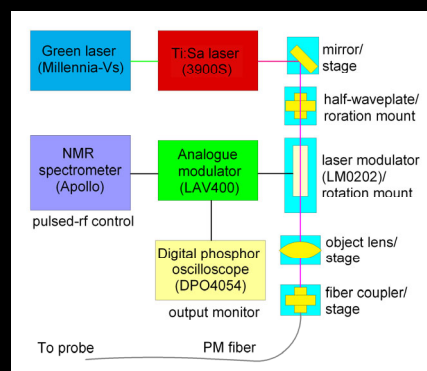 Green laser
(Millennia-Vs)
Ti:Sa laser
(3900S)
mirror/
stage
half-waveplate/
roration mount
NMR
spectrometer
(Apollo)
pulsed-rf control
Analogue
modulator
(LAV400)
laser modulator
(LM0202)/
rotation mount
Digital phosphor
oscilloscope
(DPO4054)
output monitor
object lens/
stage
fiber coupler/
stage
To probe
PM fiber